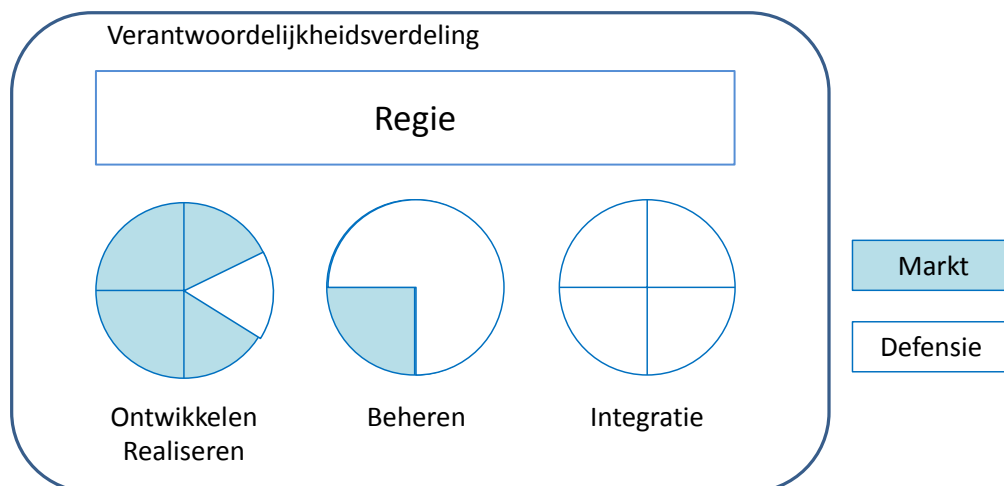 Verantwoordelijkheidsverdeling
Regie
Markt
Defensie
Ontwikkelen
Realiseren
Beheren
Integratie